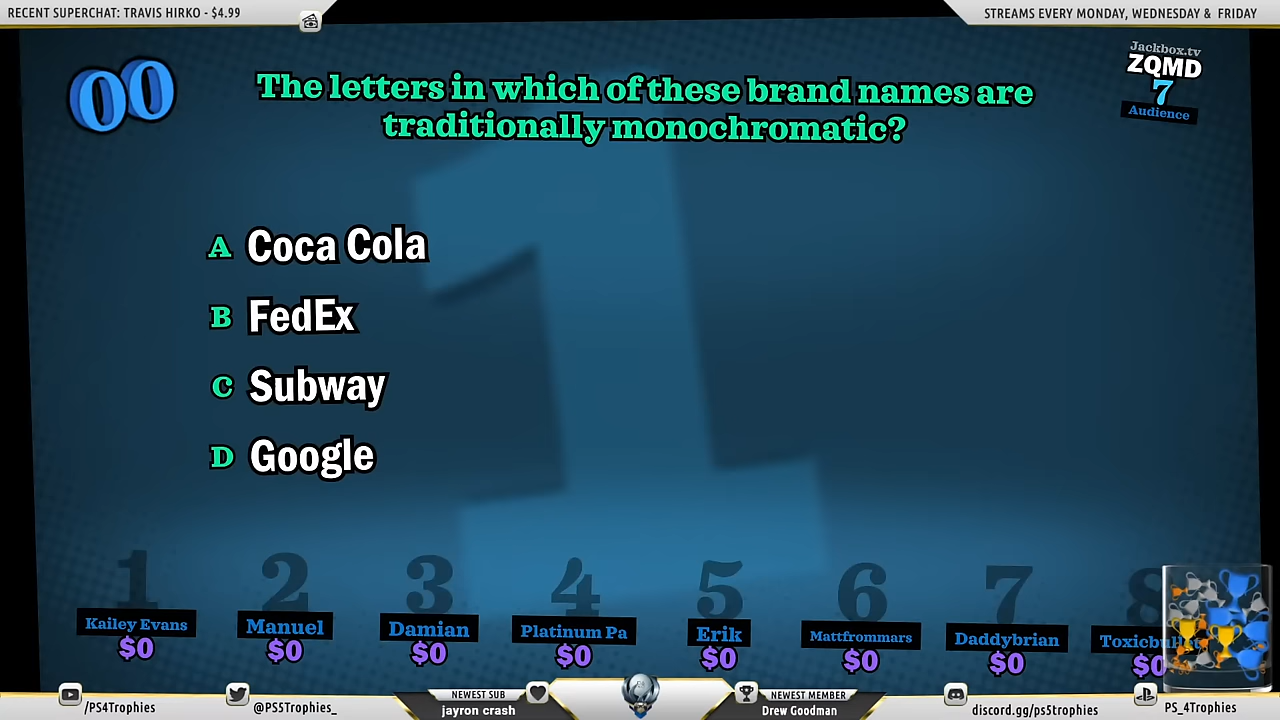 RECENT SUPERCHAT: TRAVIS HIRKO - $4.99
STREAMS EVERY MONDAY, WEDNESDAY & FRIDAY
00
The letters in which of these brand names are
traditionally monochromatic?
Jackbox.tv
ZQMD
7
Audience
A Coca Cola
B FedEx
C Subway
D Google
1
1 2 3 4 5 6 7 8
Kailey Evans Manuel Damian Platinum Pa Erik Mattfrommars Daddybrian Toxicbullet
$0 $0 $0 $0 $0 $0 $0 $0
/PS4Trophies
@PS5Trophies_
NEWEST SUB
jayron crash
NEWEST MEMBER
Drew Goodman
discord.gg/ps5trophies
PS_4Trophies